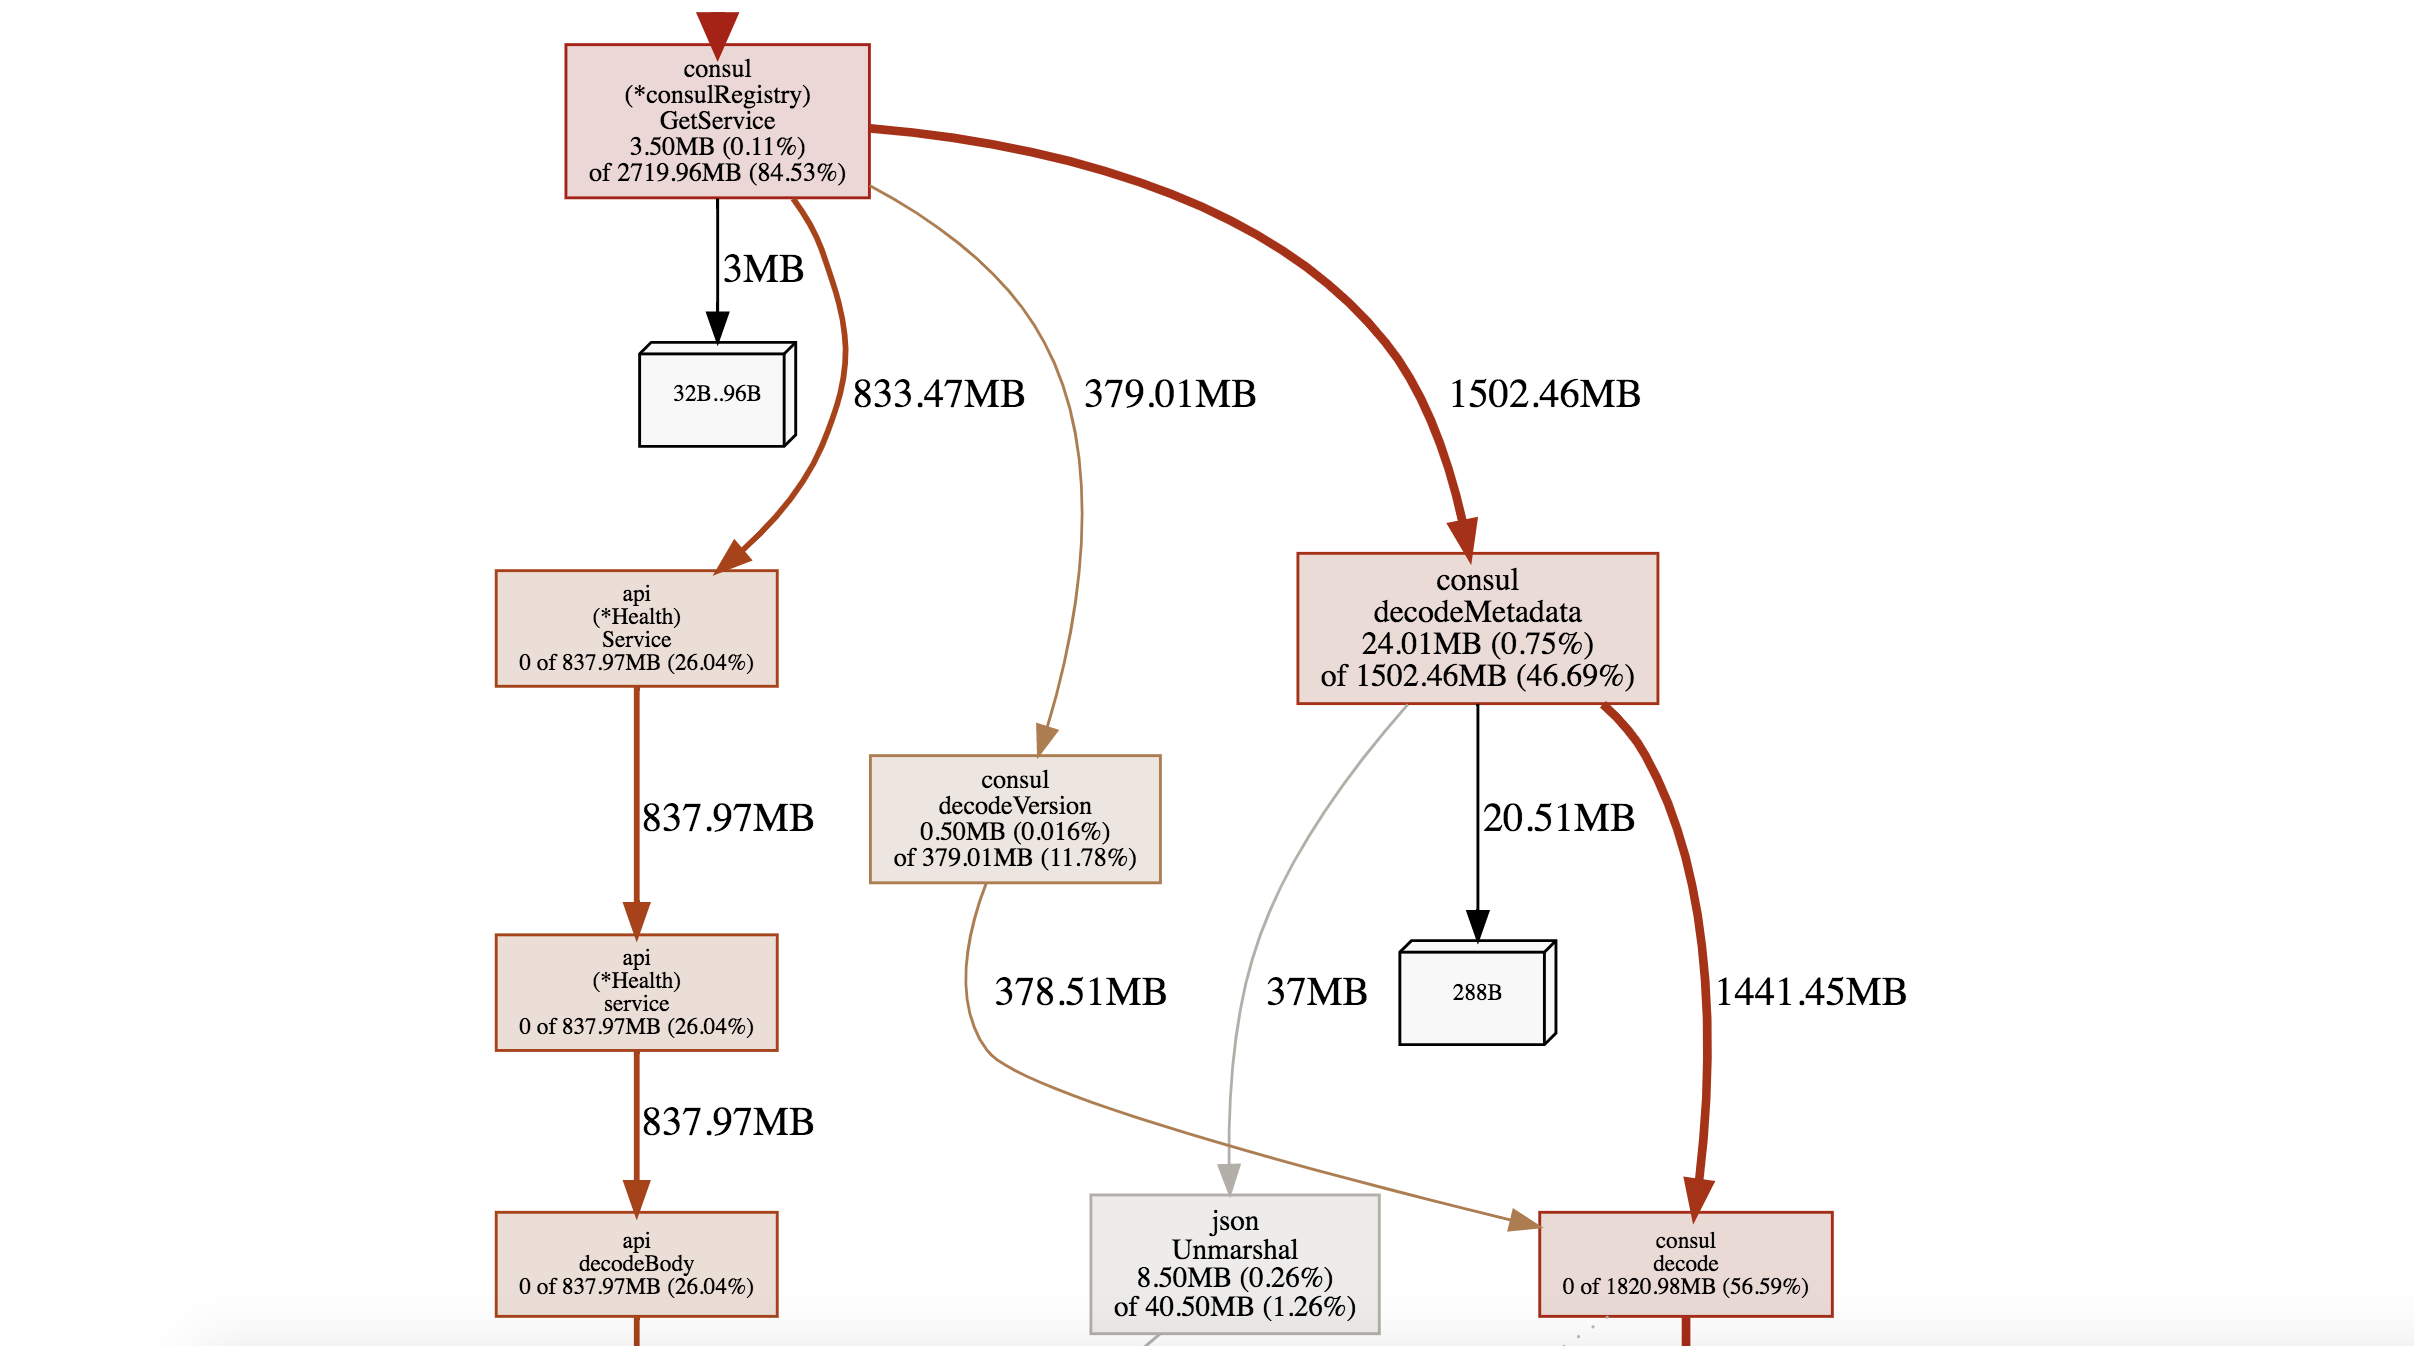 consul
(*consulRegistry)
GetService
3.50MB (0.11%)
of 2719.96MB (84.53%)
3MB
32B..96B
833.47MB
379.01MB
1502.46MB
api
(*Health)
Service
0 of 837.97MB (26.04%)
consul
decodeMetadata
24.01MB (0.75%)
of 1502.46MB (46.69%)
837.97MB
consul
decodeVersion
0.50MB (0.016%)
of 379.01MB (11.78%)
20.51MB
api
(*Health)
service
0 of 837.97MB (26.04%)
378.51MB
37MB
288B
1441.45MB
837.97MB
api
decodeBody
0 of 837.97MB (26.04%)
json
Unmarshal
8.50MB (0.26%)
of 40.50MB (1.26%)
consul
decode
0 of 1820.98MB (56.59%)